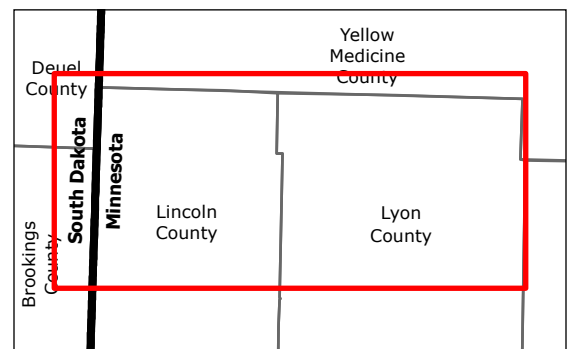 Yellow
Medicine
County
Deuel
County
South Dakota
Minnesota
Lincoln
County
Lyon
County
Brookings
County